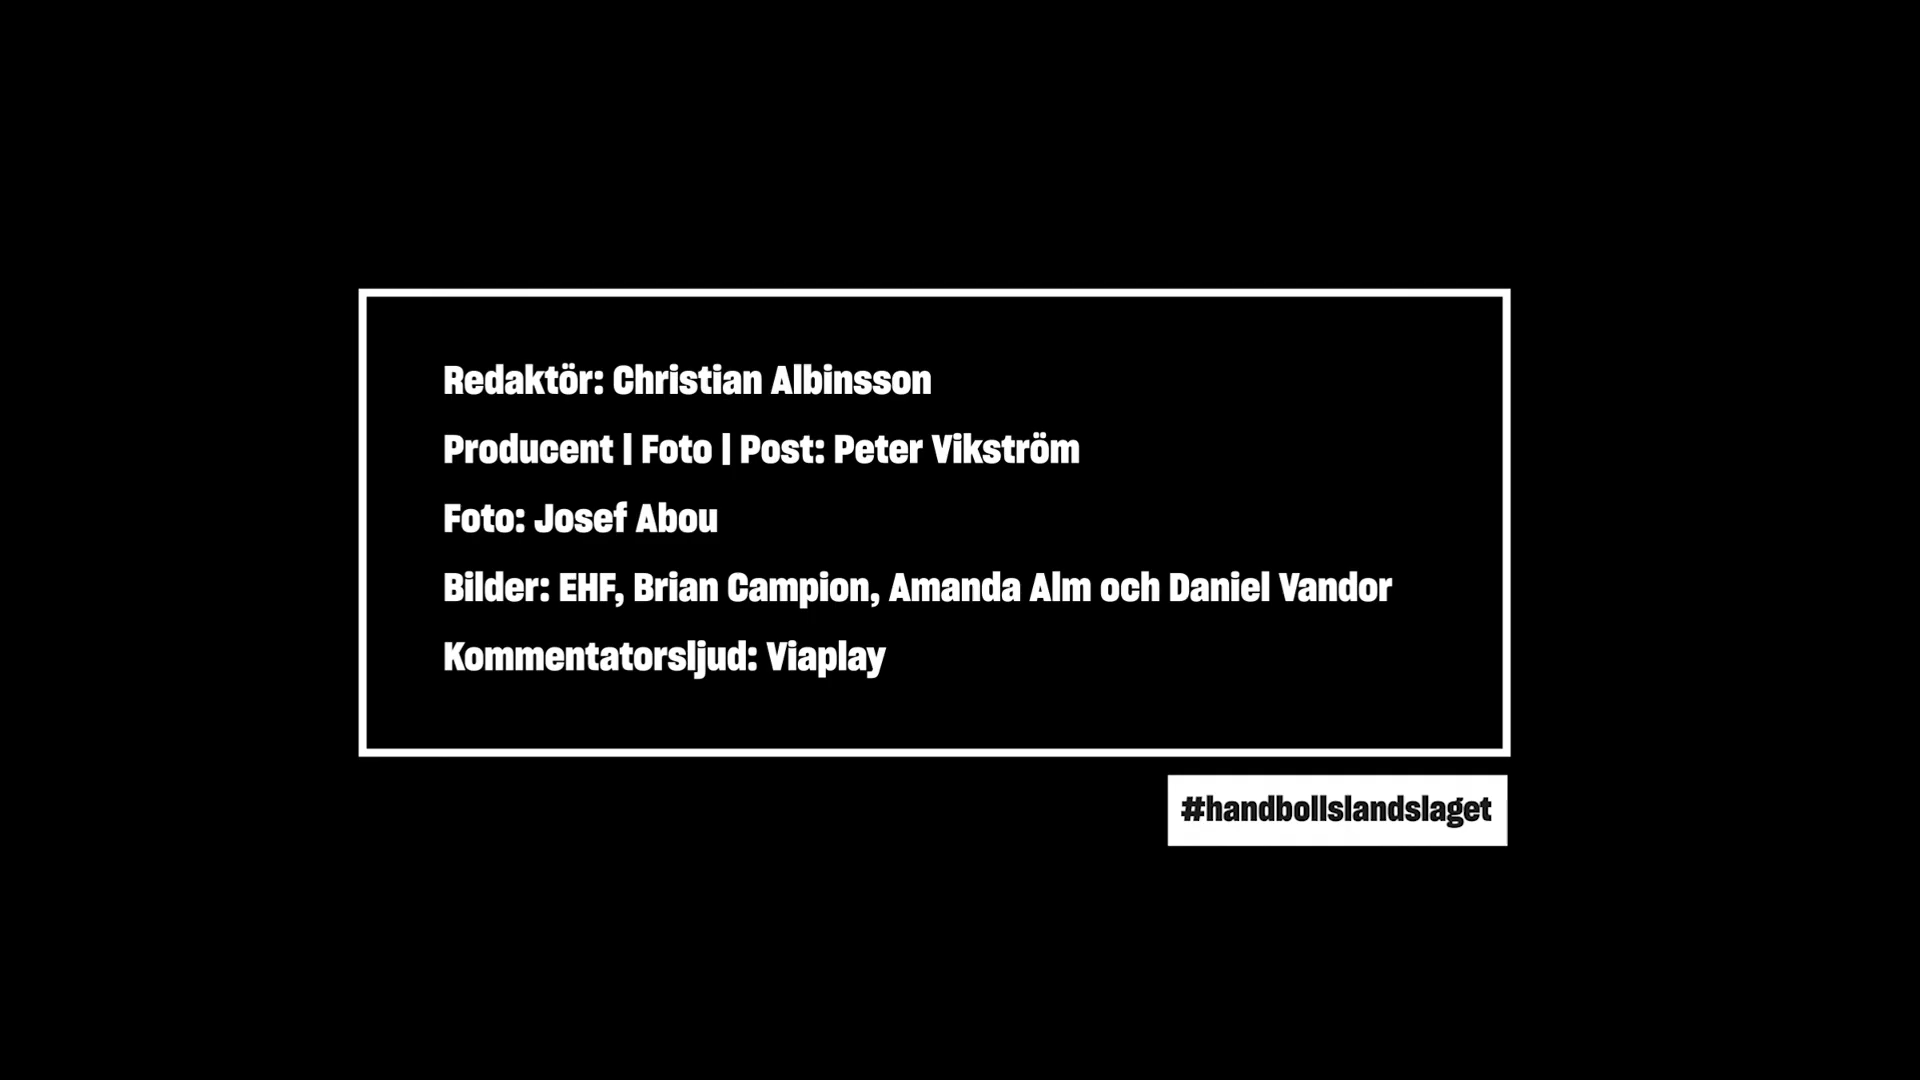 Redaktör: Christian Albinsson
Producent | Foto | Post: Peter Vikström
Foto: Josef Abou
Bilder: EHF, Brian Campion, Amanda Alm och Daniel Vandor
Kommentatorsljud: Viaplay
#handbollslandslaget